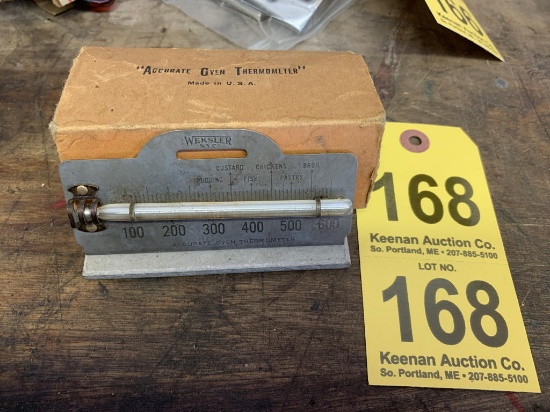 "ACCURATE OVEN THERMOMETER"
Made in U.S.A.
WEKSLER
N.Y.C.
CUSTARD CHICKENS BROIL
PUDDING FISH PASTRY
100 200 300 400 500 600
ACCURATE OVEN THERMOMETER
168
Keenan Auction Co.
So. Portland, ME • 207-885-5100
LOT NO.
168
Keenan Auction Co.
So. Portland, ME • 207-885-5100